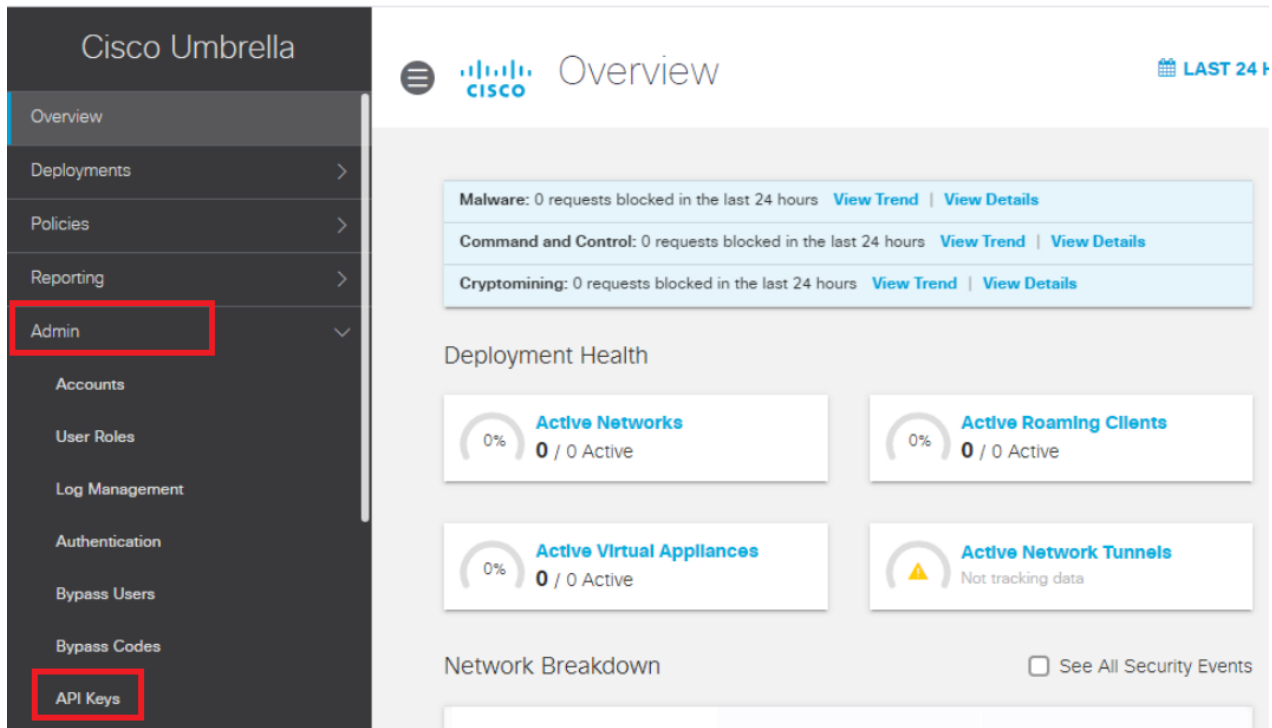 Cisco Umbrella
Overview
Deployments
Policies
Reporting
Admin
Accounts
User Roles
Log Management
Authentication
Bypass Users
Bypass Codes
API Keys
CISCO
Overview
LAST 24 H
Malware: 0 requests blocked in the last 24 hours View Trend | View Details
Command and Control: 0 requests blocked in the last 24 hours View Trend | View Details
Cryptomining: 0 requests blocked in the last 24 hours View Trend | View Details
Deployment Health
0%
Active Networks
0 / 0 Active
0%
Active Roaming Clients
0 / 0 Active
0%
Active Virtual Appliances
0 / 0 Active
Active Network Tunnels
Not tracking data
Network Breakdown
See All Security Events